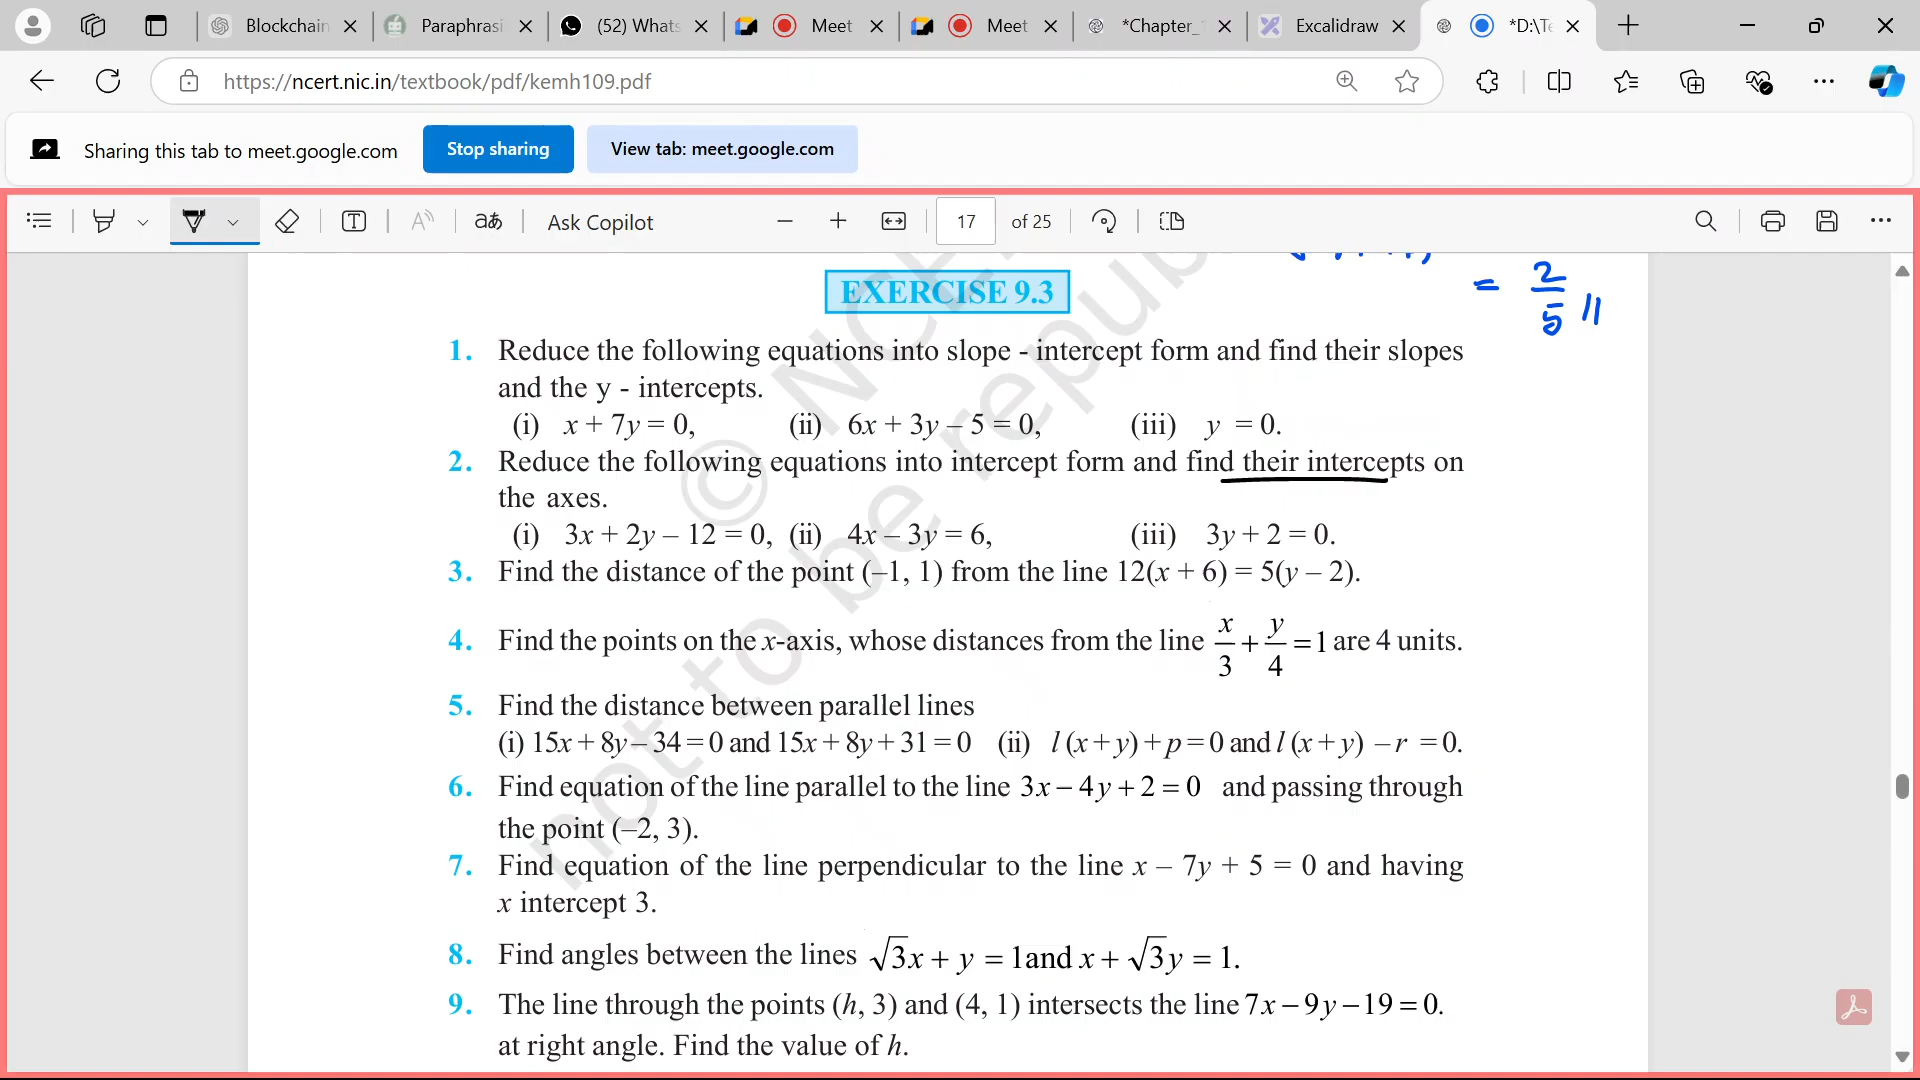 Blockchain
Paraphrasi
(52) Whats
Meet
Meet
*Chapter_
Excalidraw
*D:\Te
https://ncert.nic.in/textbook/pdf/kemh109.pdf
Sharing this tab to meet.google.com
Stop sharing
View tab: meet.google.com
Ask Copilot
17 of 25
EXERCISE 9.3
= 2/5 //
1. Reduce the following equations into slope - intercept form and find their slopes
and the y - intercepts.
(i) x + 7y = 0, (ii) 6x + 3y – 5 = 0, (iii) y = 0.
2. Reduce the following equations into intercept form and find their intercepts on
the axes.
(i) 3x + 2y – 12 = 0, (ii) 4x – 3y = 6, (iii) 3y + 2 = 0.
3. Find the distance of the point (–1, 1) from the line 12(x + 6) = 5(y – 2).
4. Find the points on the x-axis, whose distances from the line x/3 + y/4 = 1 are 4 units.
5. Find the distance between parallel lines
(i) 15x + 8y – 34 = 0 and 15x + 8y + 31 = 0 (ii) l (x + y) + p = 0 and l (x + y) – r = 0.
6. Find equation of the line parallel to the line 3x − 4y + 2 = 0 and passing through
the point (–2, 3).
7. Find equation of the line perpendicular to the line x – 7y + 5 = 0 and having
x intercept 3.
8. Find angles between the lines √3x + y = 1 and x + √3y = 1.
9. The line through the points (h, 3) and (4, 1) intersects the line 7x − 9y − 19 = 0.
at right angle. Find the value of h.
© NCE
not to be republ